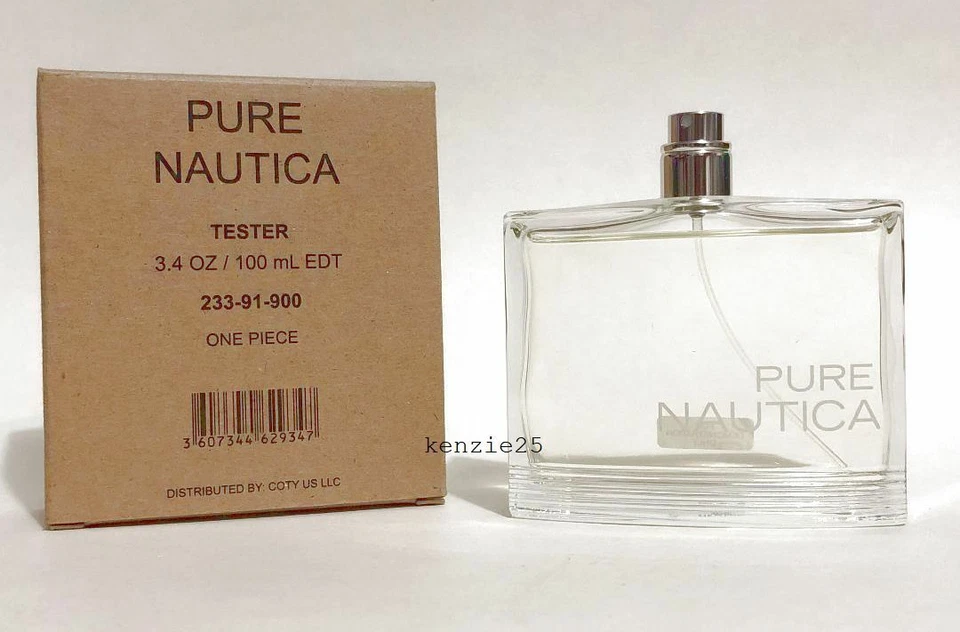 PURE
NAUTICA
TESTER
3.4 OZ / 100 mL EDT
233-91-900
ONE PIECE
3 607344 629347
DISTRIBUTED BY: COTY US LLC
kenzie25
PURE
NAUTICA